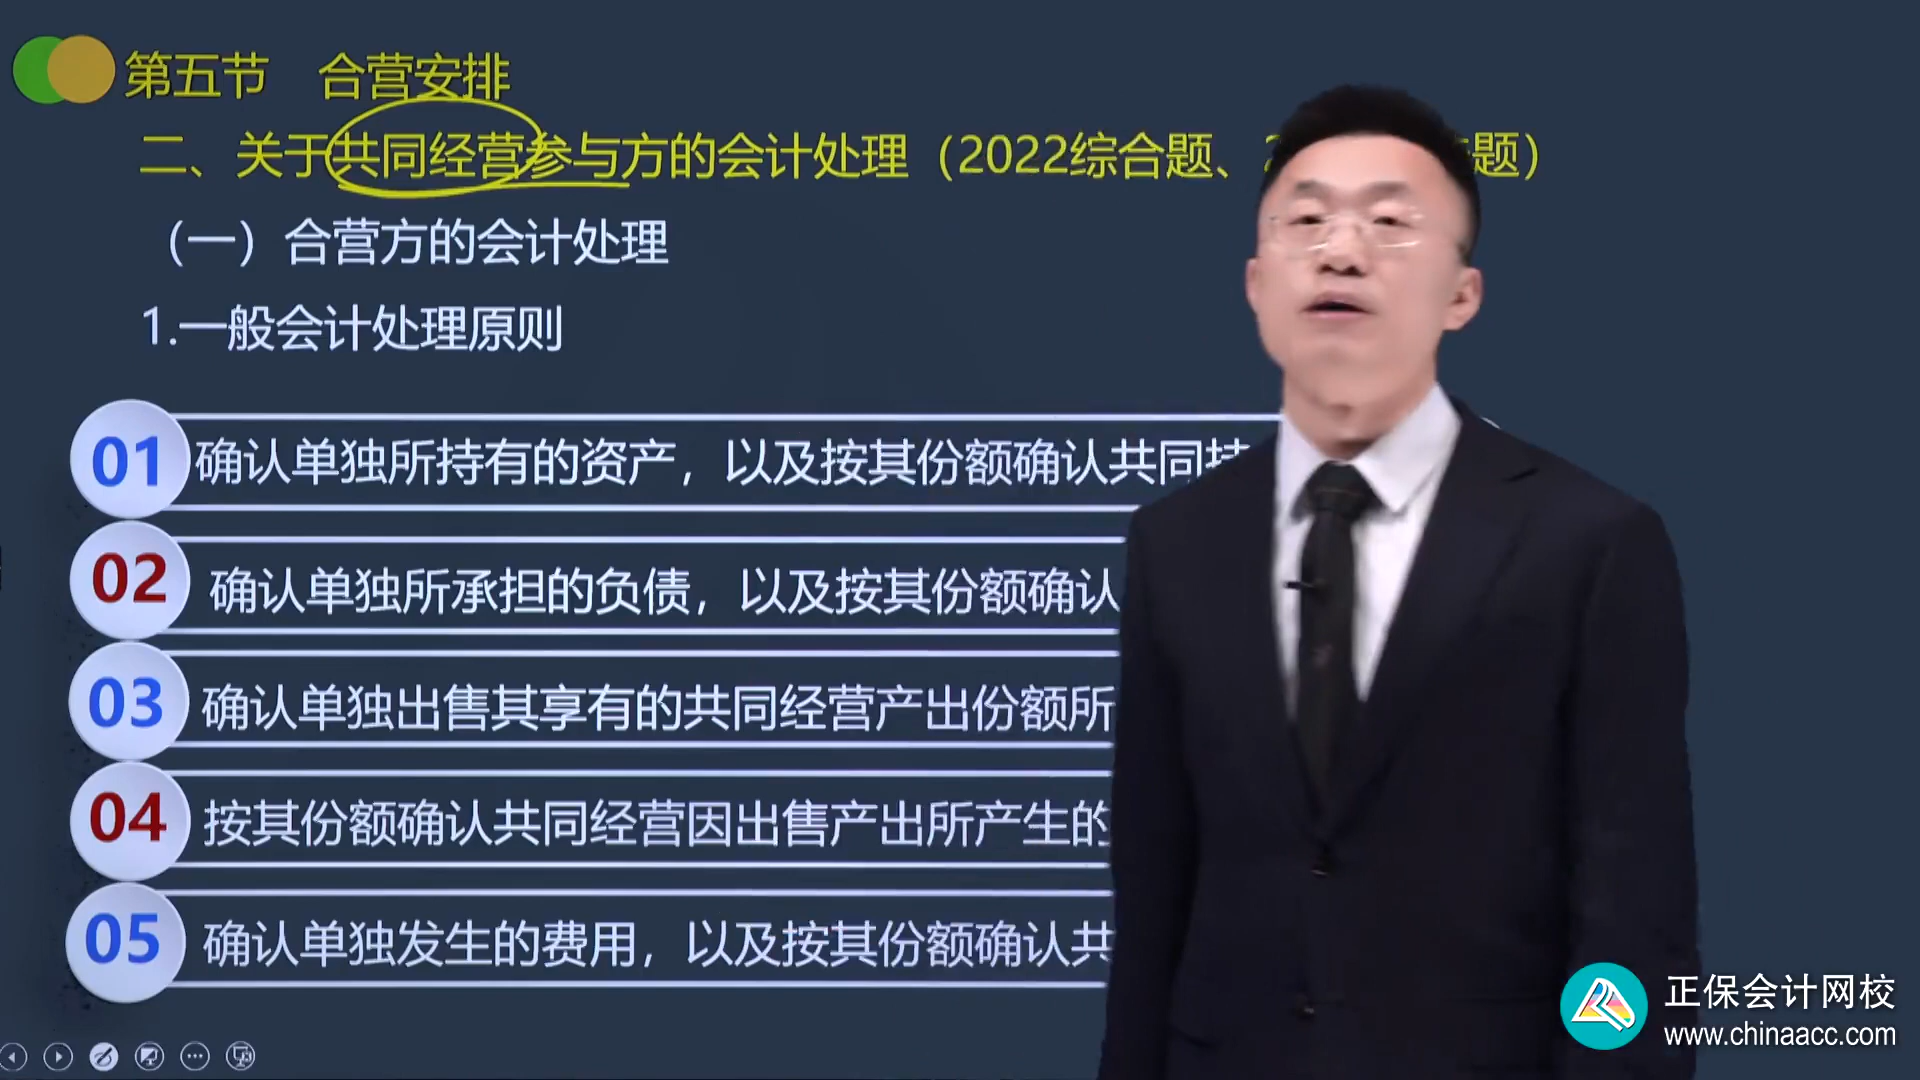 第五节 合营安排
二、关于共同经营参与方的会计处理（2022综合题、2 题）
（一）合营方的会计处理
1.一般会计处理原则
01 确认单独所持有的资产，以及按其份额确认共同持
02 确认单独所承担的负债，以及按其份额确认
03 确认单独出售其享有的共同经营产出份额所
04 按其份额确认共同经营因出售产出所产生的
05 确认单独发生的费用，以及按其份额确认共
正保会计网校
www.chinaacc.com